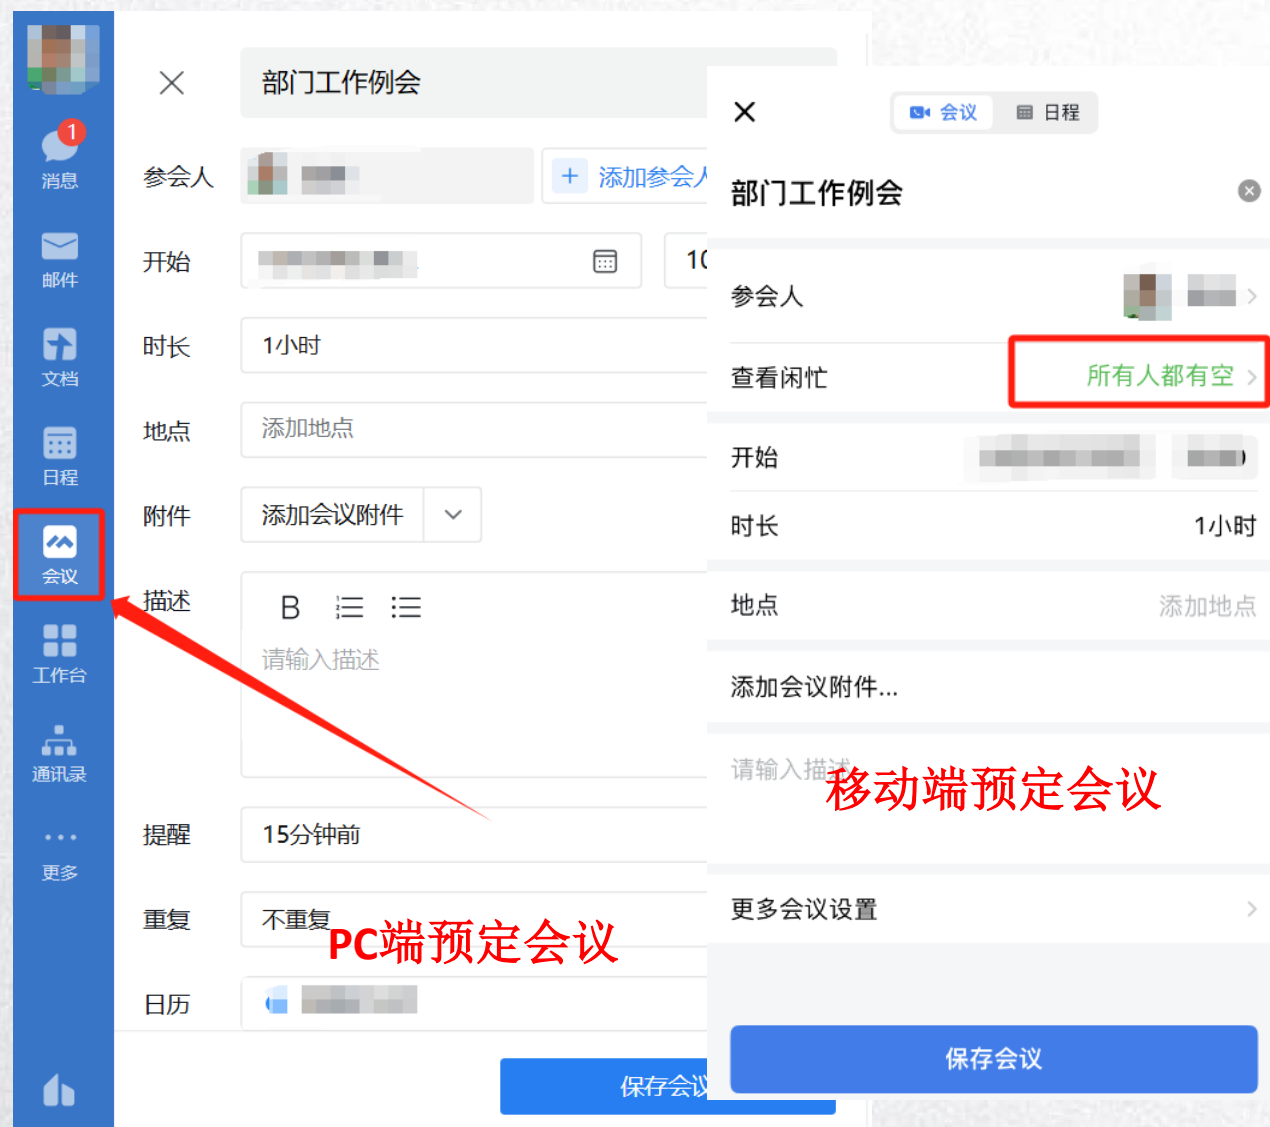 1
消息
邮件
文档
日程
会议
工作台
通讯录
更多
部门工作例会
参会人
添加参会人
开始
10
时长
1小时
地点
添加地点
附件
添加会议附件
描述
B
请输入描述
提醒
15分钟前
重复
不重复
PC端预定会议
日历
保存会议
会议
日程
部门工作例会
参会人
查看闲忙
所有人都有空
开始
时长
1小时
地点
添加地点
添加会议附件...
请输入描述
移动端预定会议
更多会议设置
保存会议